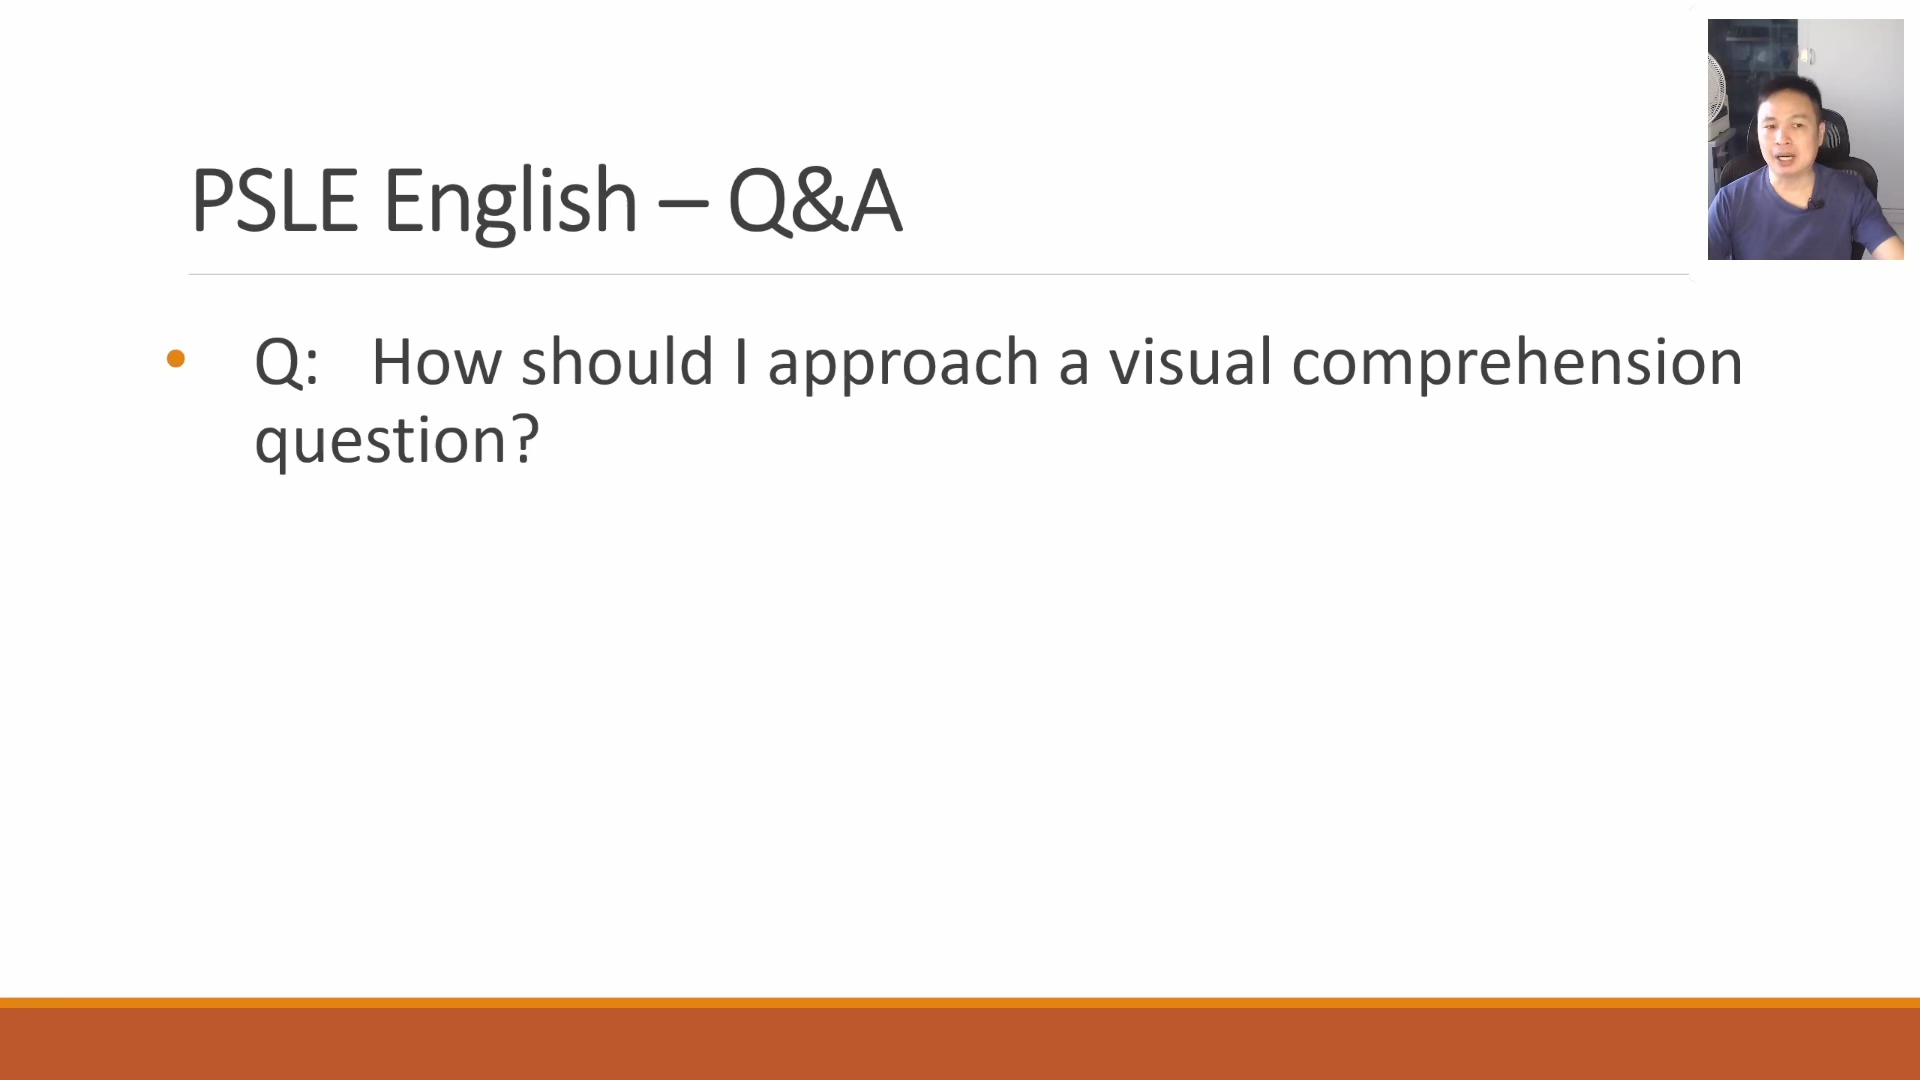 PSLE English – Q&A
• Q: How should I approach a visual comprehension
question?